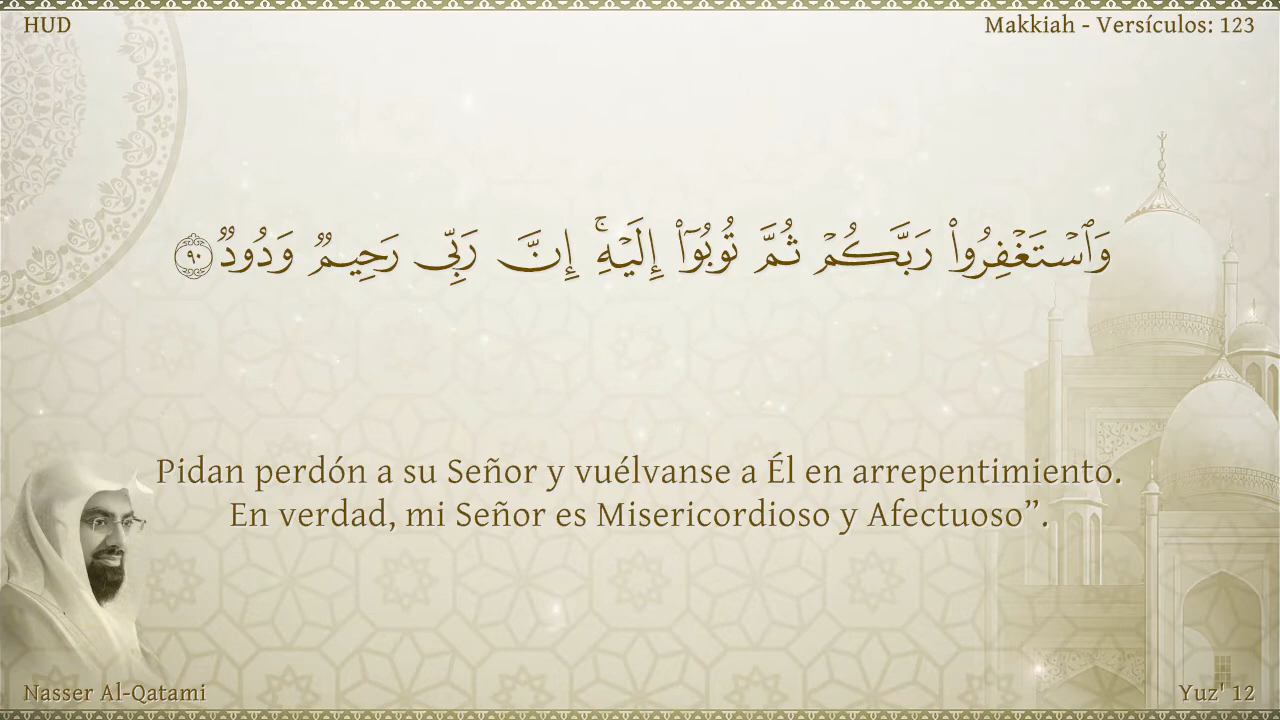 HUD
Makkiah - Versículos: 123
وَٱسۡتَغۡفِرُواْ رَبَّكُمۡ ثُمَّ تُوبُوٓاْ إِلَيۡهِۚ إِنَّ رَبِّي رَحِيمٞ وَدُودٞ ٩٠
Pidan perdón a su Señor y vuélvanse a Él en arrepentimiento.
En verdad, mi Señor es Misericordioso y Afectuoso”.
Nasser Al-Qatami
Yuz' 12